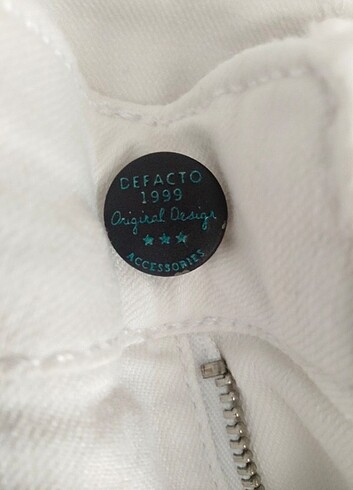 DEFACTO
1999
Original Design
★ ★ ★
ACCESSORIES